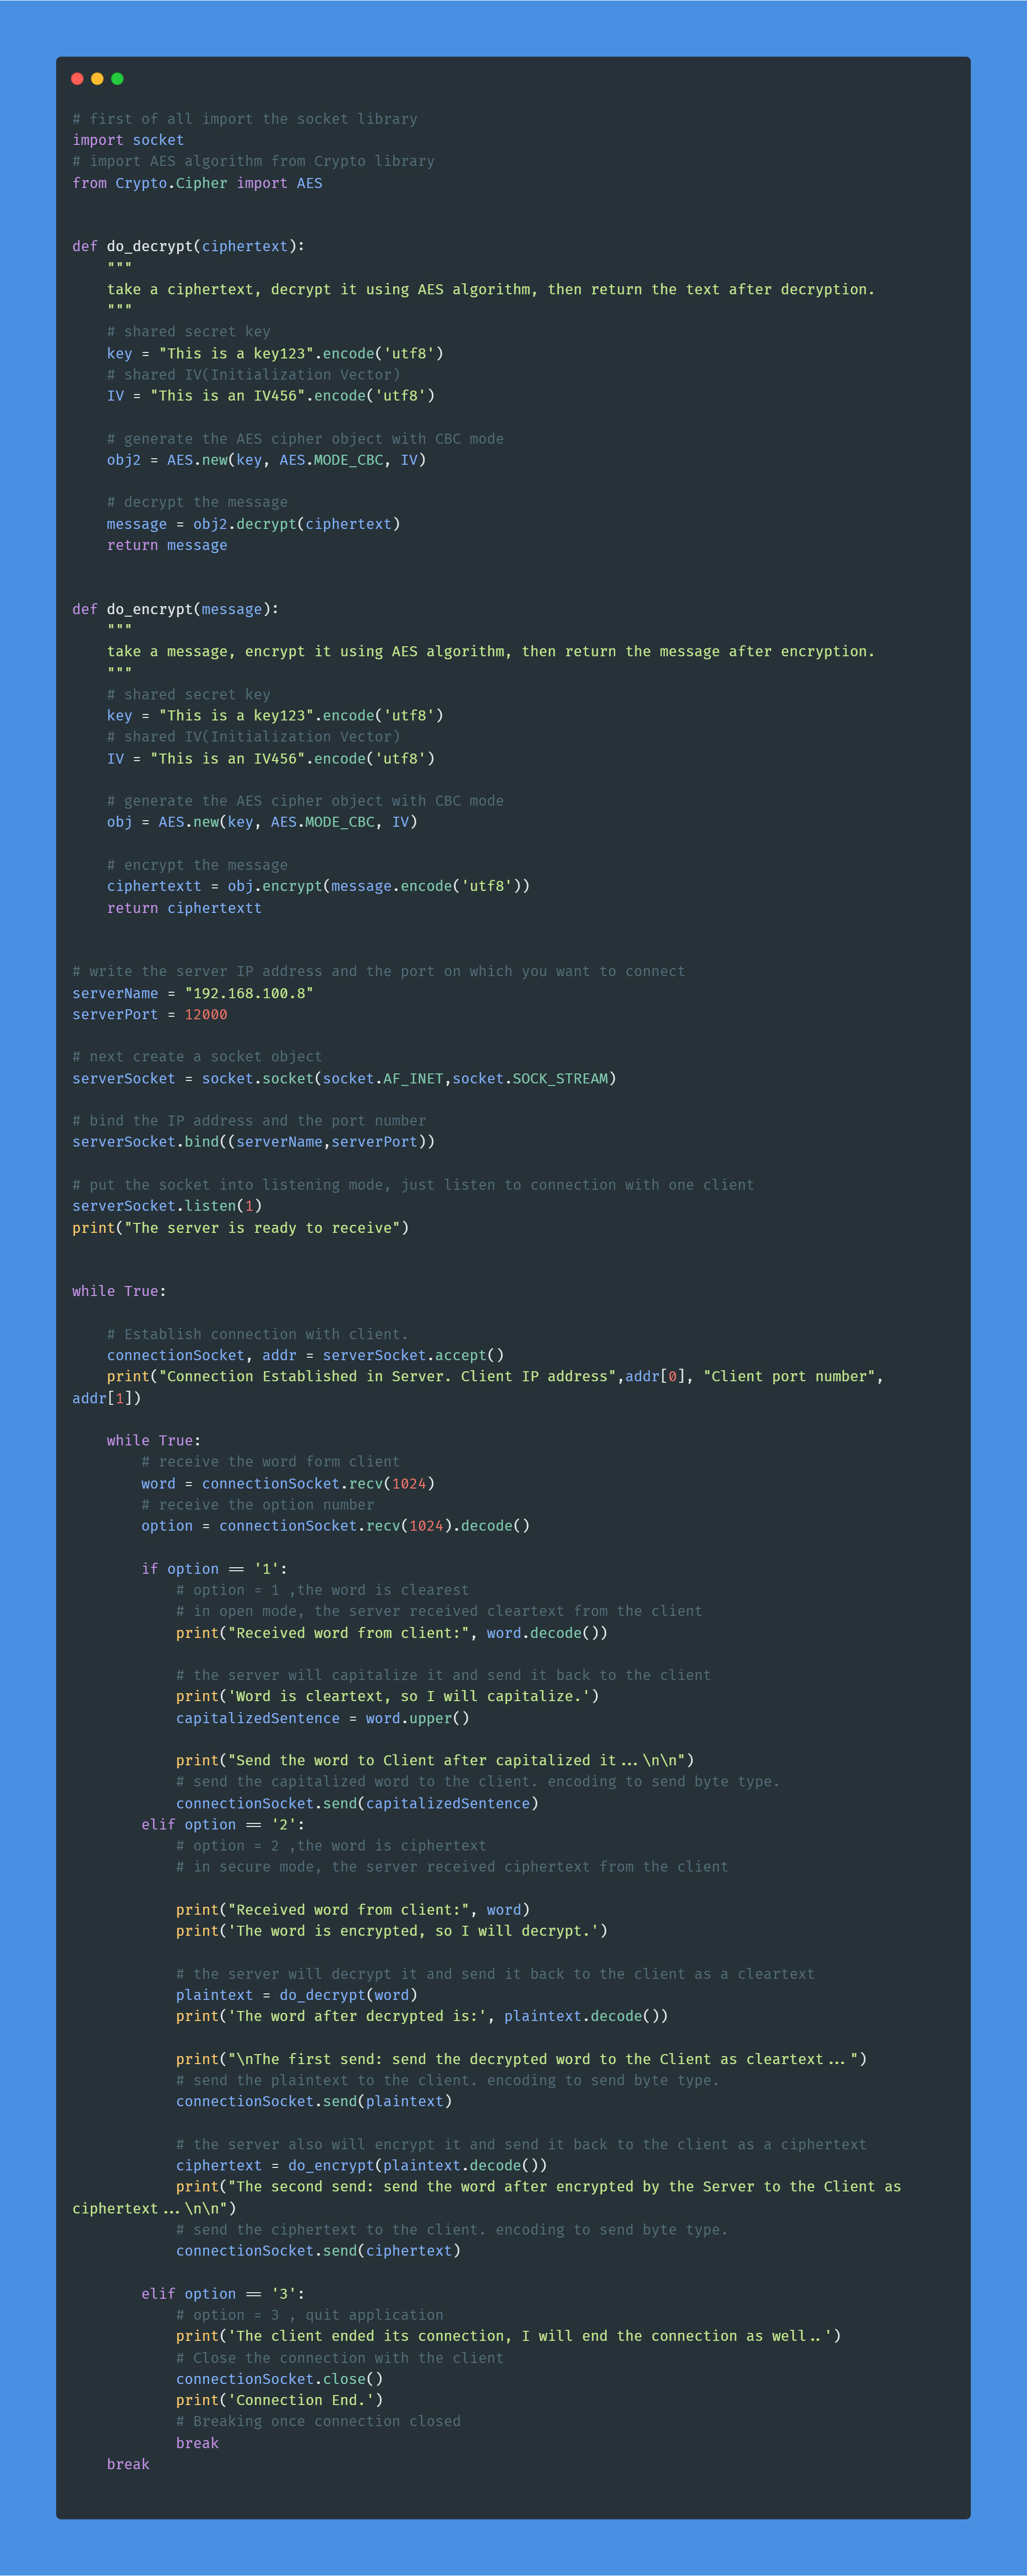 # first of all import the socket library
import socket
# import AES algorithm from Crypto library
from Crypto.Cipher import AES
def do_decrypt(ciphertext):
    """
    take a ciphertext, decrypt it using AES algorithm, then return the text after decryption.
    """
    # shared secret key
    key = "This is a key123".encode('utf8')
    # shared IV(Initialization Vector)
    IV = "This is an IV456".encode('utf8')
    # generate the AES cipher object with CBC mode
    obj2 = AES.new(key, AES.MODE_CBC, IV)
    # decrypt the message
    message = obj2.decrypt(ciphertext)
    return message
def do_encrypt(message):
    """
    take a message, encrypt it using AES algorithm, then return the message after encryption.
    """
    # shared secret key
    key = "This is a key123".encode('utf8')
    # shared IV(Initialization Vector)
    IV = "This is an IV456".encode('utf8')
    # generate the AES cipher object with CBC mode
    obj = AES.new(key, AES.MODE_CBC, IV)
    # encrypt the message
    ciphertextt = obj.encrypt(message.encode('utf8'))
    return ciphertextt
# write the server IP address and the port on which you want to connect
serverName = "192.168.100.8"
serverPort = 12000
# next create a socket object
serverSocket = socket.socket(socket.AF_INET,socket.SOCK_STREAM)
# bind the IP address and the port number
serverSocket.bind((serverName,serverPort))
# put the socket into listening mode, just listen to connection with one client
serverSocket.listen(1)
print("The server is ready to receive")
while True:
    # Establish connection with client.
    connectionSocket, addr = serverSocket.accept()
    print("Connection Established in Server. Client IP address",addr[0], "Client port number",
addr[1])
    while True:
        # receive the word form client
        word = connectionSocket.recv(1024)
        # receive the option number
        option = connectionSocket.recv(1024).decode()
        if option == '1':
            # option = 1 ,the word is clearest
            # in open mode, the server received cleartext from the client
            print("Received word from client:", word.decode())
            # the server will capitalize it and send it back to the client
            print('Word is cleartext, so I will capitalize.')
            capitalizedSentence = word.upper()
            print("Send the word to Client after capitalized it...\n\n")
            # send the capitalized word to the client. encoding to send byte type.
            connectionSocket.send(capitalizedSentence)
        elif option == '2':
            # option = 2 ,the word is ciphertext
            # in secure mode, the server received ciphertext from the client
            print("Received word from client:", word)
            print('The word is encrypted, so I will decrypt.')
            # the server will decrypt it and send it back to the client as a cleartext
            plaintext = do_decrypt(word)
            print('The word after decrypted is:', plaintext.decode())
            print("\nThe first send: send the decrypted word to the Client as cleartext...")
            # send the plaintext to the client. encoding to send byte type.
            connectionSocket.send(plaintext)
            # the server also will encrypt it and send it back to the client as a ciphertext
            ciphertext = do_encrypt(plaintext.decode())
            print("The second send: send the word after encrypted by the Server to the Client as
ciphertext...\n\n")
            # send the ciphertext to the client. encoding to send byte type.
            connectionSocket.send(ciphertext)
        elif option == '3':
            # option = 3 , quit application
            print('The client ended its connection, I will end the connection as well..')
            # Close the connection with the client
            connectionSocket.close()
            print('Connection End.')
            # Breaking once connection closed
            break
    break